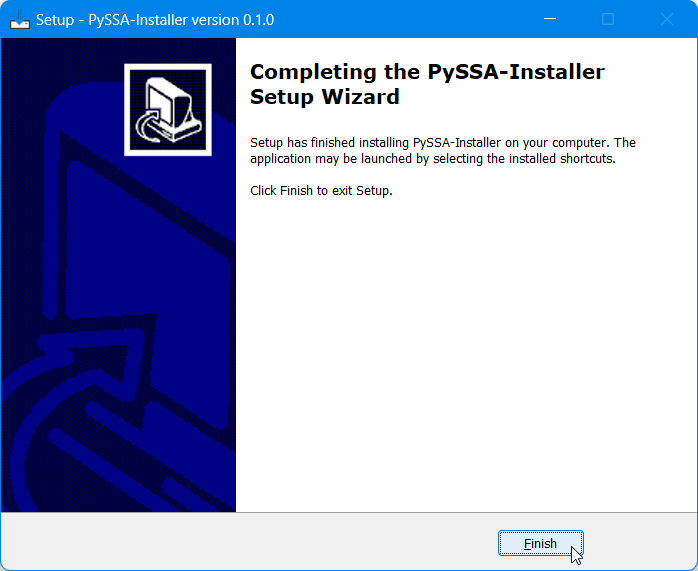 Setup - PySSA-Installer version 0.1.0
Completing the PySSA-Installer
Setup Wizard
Setup has finished installing PySSA-Installer on your computer. The
application may be launched by selecting the installed shortcuts.
Click Finish to exit Setup.
Finish